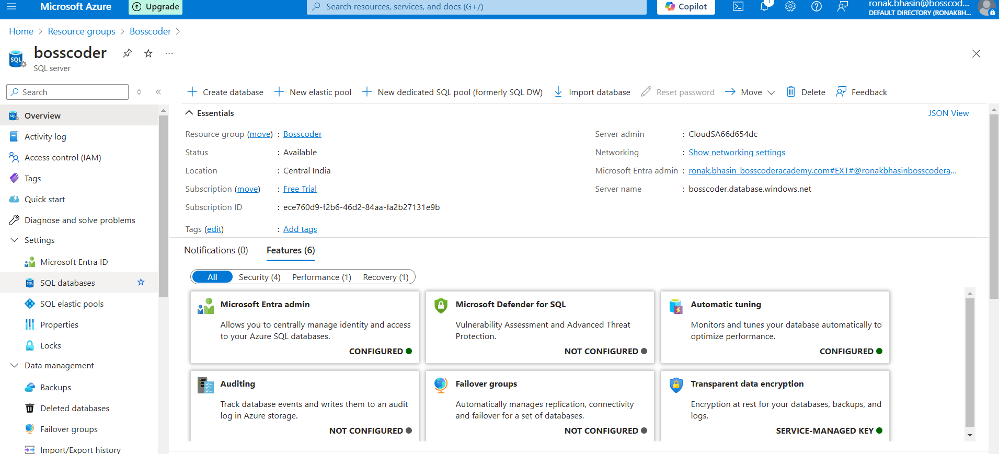 Microsoft Azure
Upgrade
Search resources, services, and docs (G+/)
Copilot
1
ronak.bhasin@bosscod...
DEFAULT DIRECTORY (RONAKBH...
Home > Resource groups > Bosscoder >
bosscoder
SQL server
Search
Overview
Activity log
Access control (IAM)
Tags
Quick start
Diagnose and solve problems
Settings
Microsoft Entra ID
SQL databases
SQL elastic pools
Properties
Locks
Data management
Backups
Deleted databases
Failover groups
Import/Export history
Create database
New elastic pool
New dedicated SQL pool (formerly SQL DW)
Import database
Reset password
Move
Delete
Feedback
Essentials
JSON View
Resource group (move) : Bosscoder
Status : Available
Location : Central India
Subscription (move) : Free Trial
Subscription ID : ece760d9-f2b6-46d2-84aa-fa2b27131e9b
Tags (edit) : Add tags
Server admin : CloudSA66d654dc
Networking : Show networking settings
Microsoft Entra admin : ronak.bhasin_bosscoderacademy.com#EXT#@ronakbhasinbosscodera...
Server name : bosscoder.database.windows.net
Notifications (0)
Features (6)
All
Security (4)
Performance (1)
Recovery (1)
Microsoft Entra admin
Allows you to centrally manage identity and access
to your Azure SQL databases.
CONFIGURED
Microsoft Defender for SQL
Vulnerability Assessment and Advanced Threat
Protection.
NOT CONFIGURED
Automatic tuning
Monitors and tunes your database automatically to
optimize performance.
CONFIGURED
Auditing
Track database events and writes them to an audit
log in Azure storage.
NOT CONFIGURED
Failover groups
Automatically manages replication, connectivity
and failover for a set of databases.
NOT CONFIGURED
Transparent data encryption
Encryption at rest for your databases, backups, and
logs.
SERVICE-MANAGED KEY